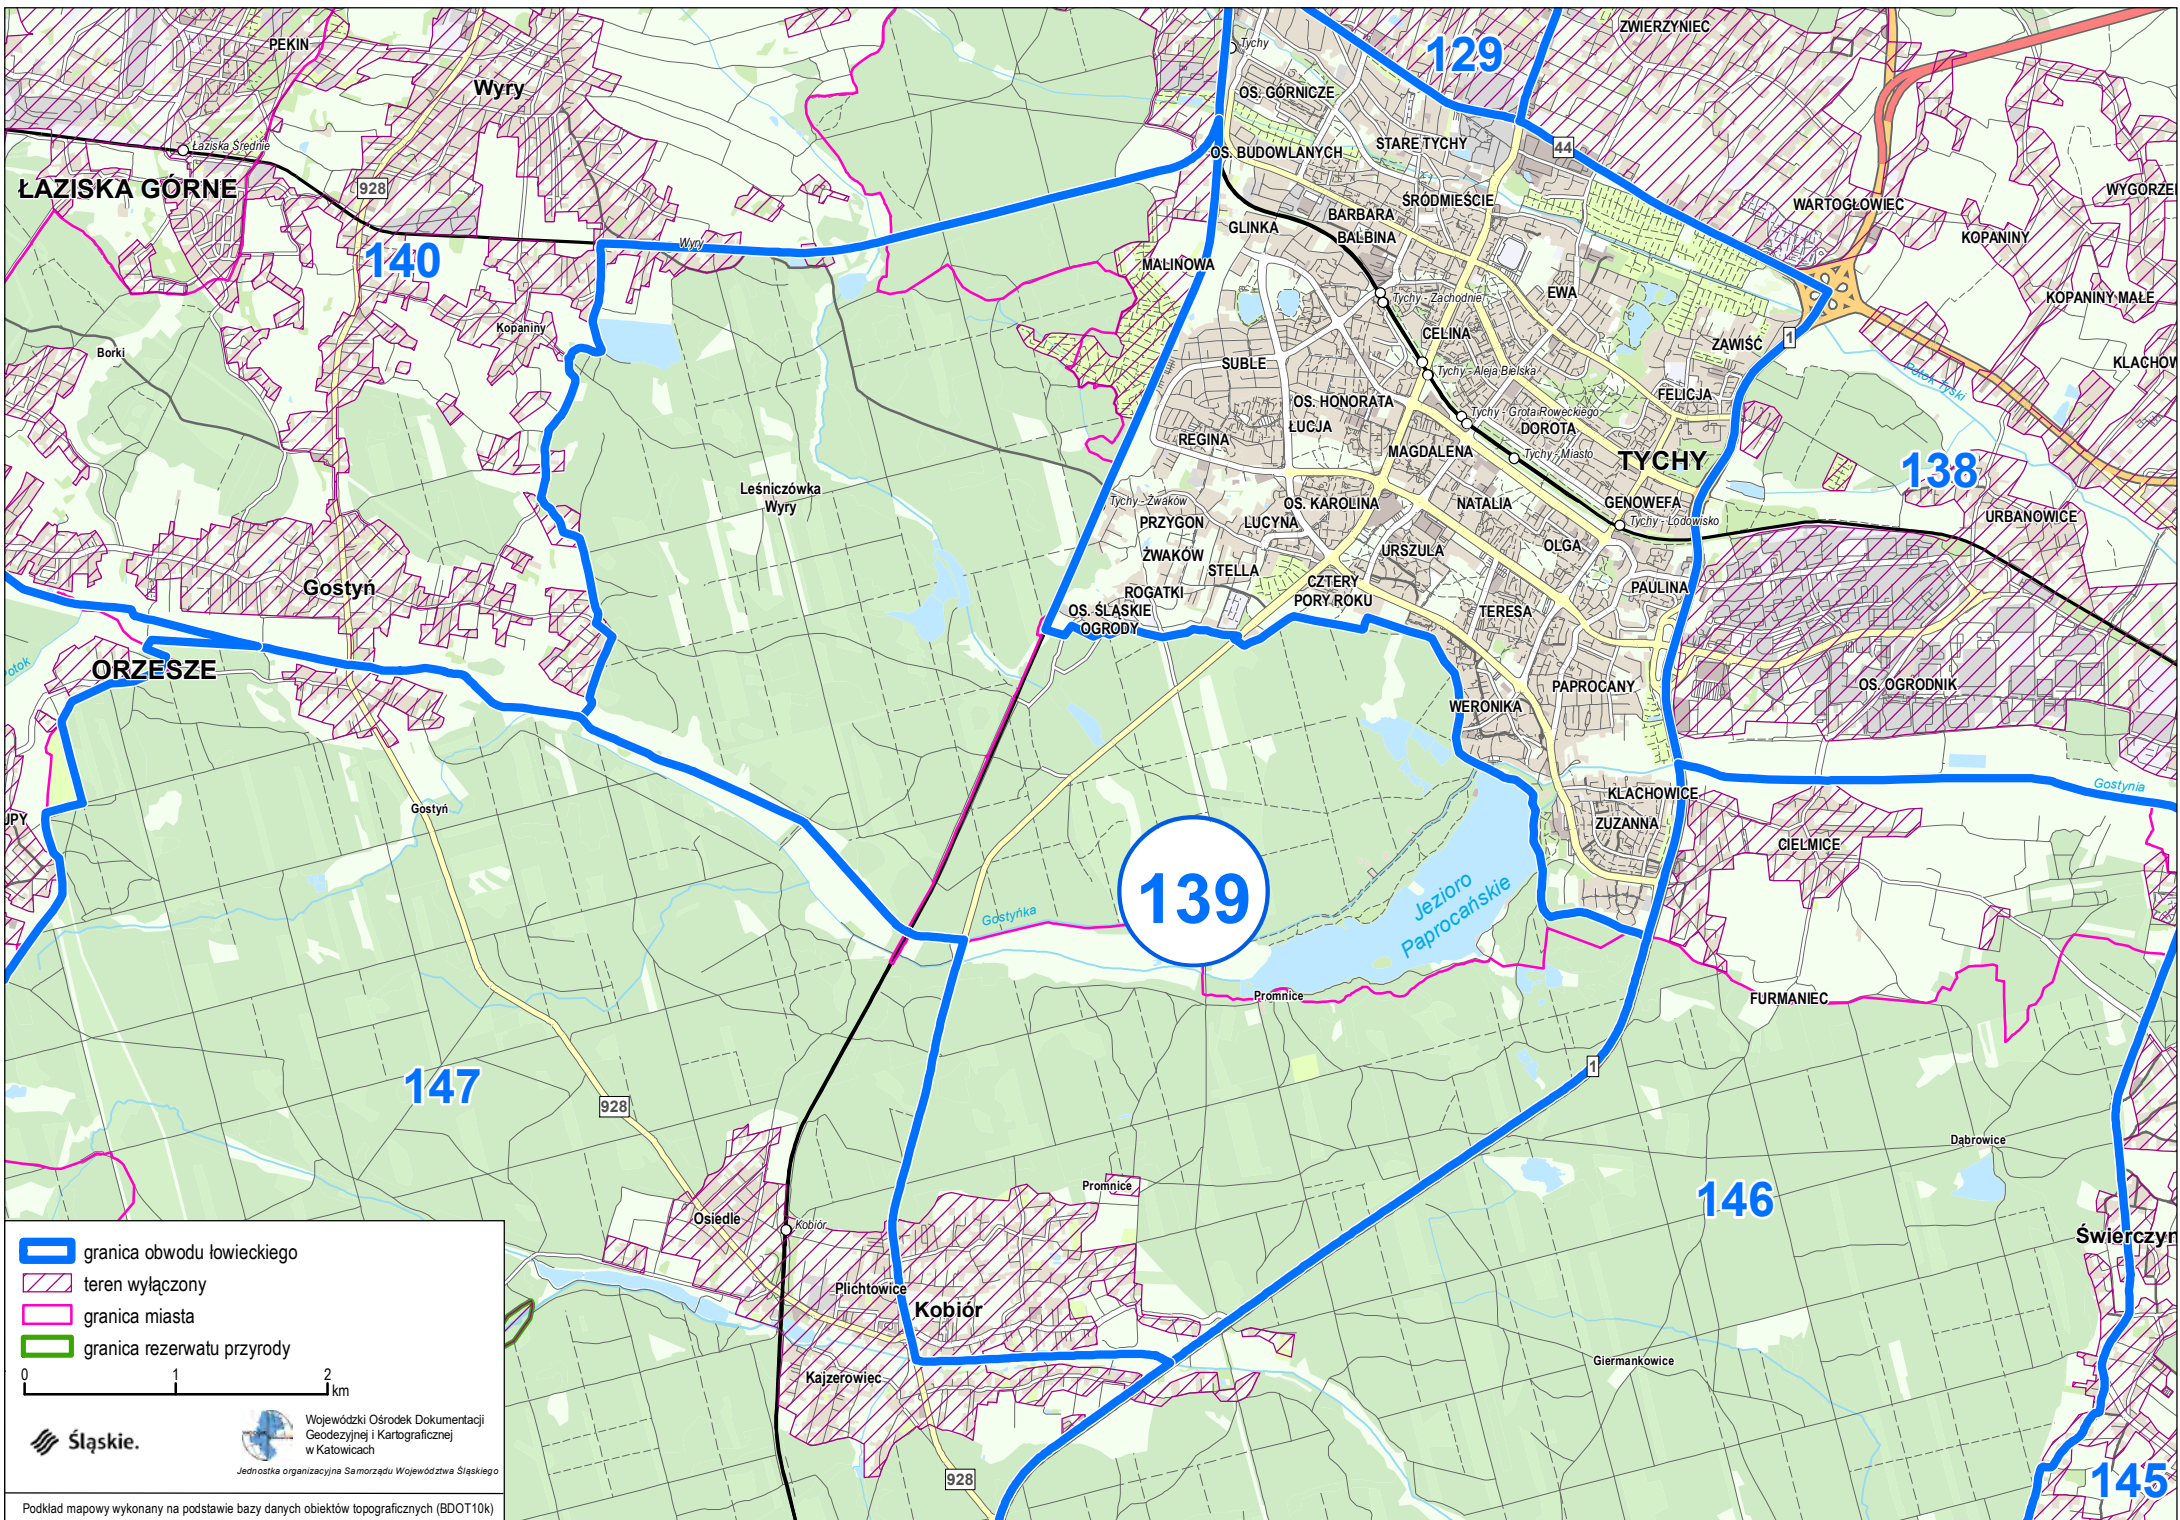 PEKIN
Wyry
Tychy
129
ZWIERZYNIEC
OS. GÓRNICZE
Łaziska Średnie
STARE TYCHY
44
OS. BUDOWLANYCH
ŁAZISKA GÓRNE
928
ŚRÓDMIEŚCIE
WARTOGŁOWIEC
BARBARA
GLINKA
BALBINA
KOPANINY
140
Wyry
MALINOWA
Tychy - Zachodnie
EWA
KOPANINY MAŁE
Kopaniny
CELINA
1
ZAWIŚĆ
Borki
SUBLE
Tychy - Aleja Bielska
Potok Tyski
FELICJA
OS. HONORATA
Tychy - Grota Roweckiego
ŁUCJA
DOROTA
REGINA
MAGDALENA
Tychy - Miasto
TYCHY
138
Leśniczówka
Wyry
Tychy - Żwaków
OS. KAROLINA
NATALIA
GENOWEFA
PRZYGON
LUCYNA
Tychy - Lodowisko
URBANOWICE
ŻWAKÓW
URSZULA
OLGA
STELLA
Gostyń
CZTERY
PORY ROKU
PAULINA
ROGATKI
OS. ŚLĄSKIE
OGRODY
TERESA
ORZESZE
PAPROCANY
OS. OGRODNIK
WERONIKA
Gostynia
KLACHOWICE
Gostyń
ZUZANNA
CIELMICE
139
Jezioro
Paprocańskie
Gostyńka
Promnice
FURMANIEC
1
147
928
Dąbrowice
Promnice
146
Osiedle
Kobiór
Plichtowice
Kobiór
Giermankowice
Kajzerowiec
928
145
granica obwodu łowieckiego
teren wyłączony
granica miasta
granica rezerwatu przyrody
0 1 2
km
Śląskie.
Wojewódzki Ośrodek Dokumentacji
Geodezyjnej i Kartograficznej
w Katowicach
Jednostka organizacyjna Samorządu Województwa Śląskiego
Podkład mapowy wykonany na podstawie bazy danych obiektów topograficznych (BDOT10k)